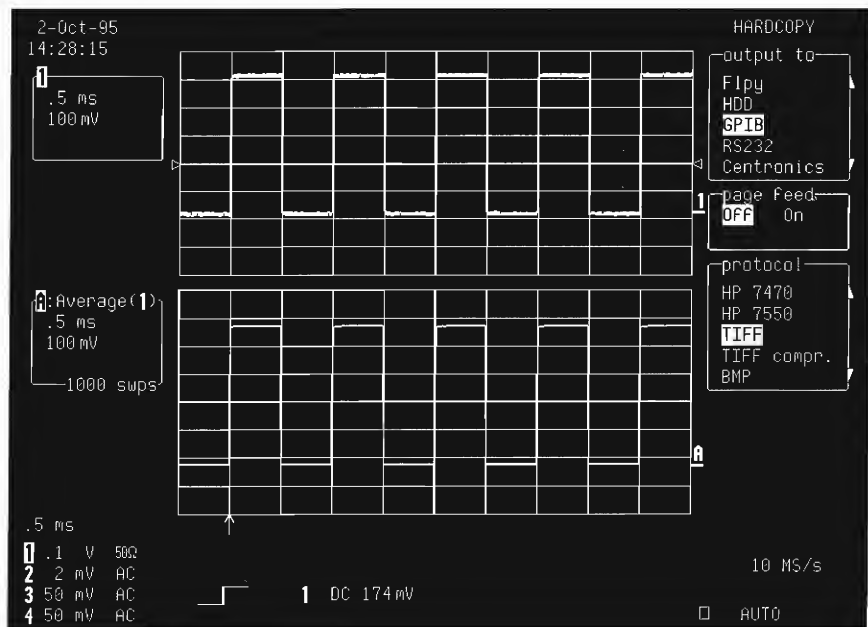 2-Oct-95
14:28:15
HARDCOPY
1
.5 ms
100 mV
output to
Flpy
HDD
GPIB
RS232
Centronics
1
page feed
OFF On
A:Average(1)
.5 ms
100 mV
1000 swps
protocol
HP 7470
HP 7550
TIFF
TIFF compr.
BMP
A
.5 ms
1 .1 V 50Ω
2 2 mV AC
3 50 mV AC
4 50 mV AC
1 DC 174 mV
10 MS/s
AUTO